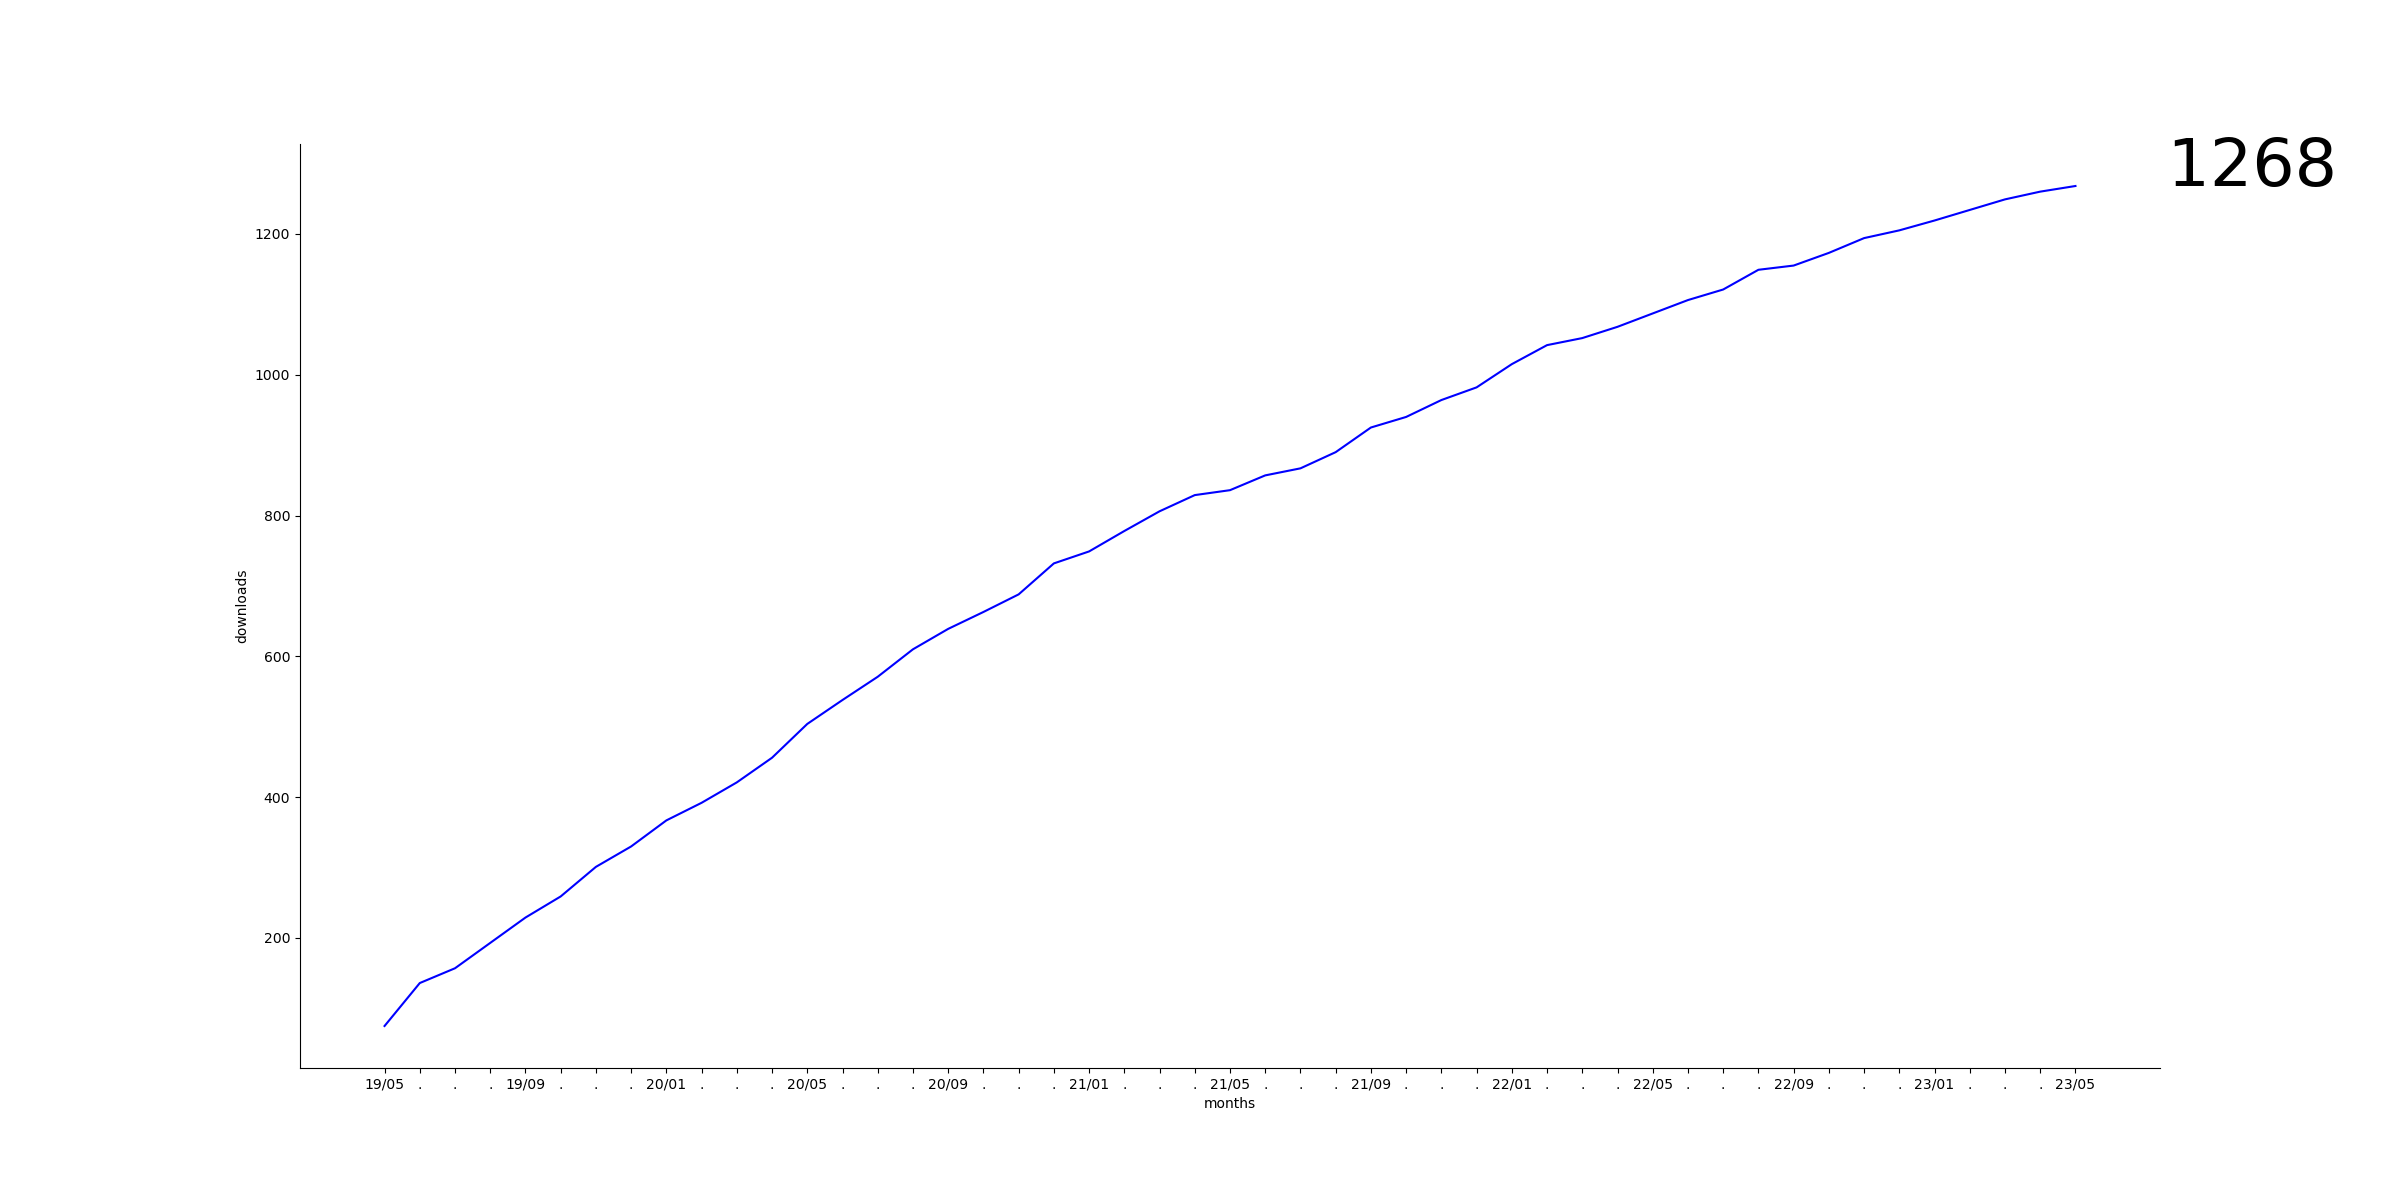 1268
1200
1000
800
600
400
200
downloads
19/05 . . . 19/09 . . . 20/01 . . . 20/05 . . . 20/09 . . . 21/01 . . . 21/05 . . . 21/09 . . . 22/01 . . . 22/05 . . . 22/09 . . . 23/01 . . . 23/05
months